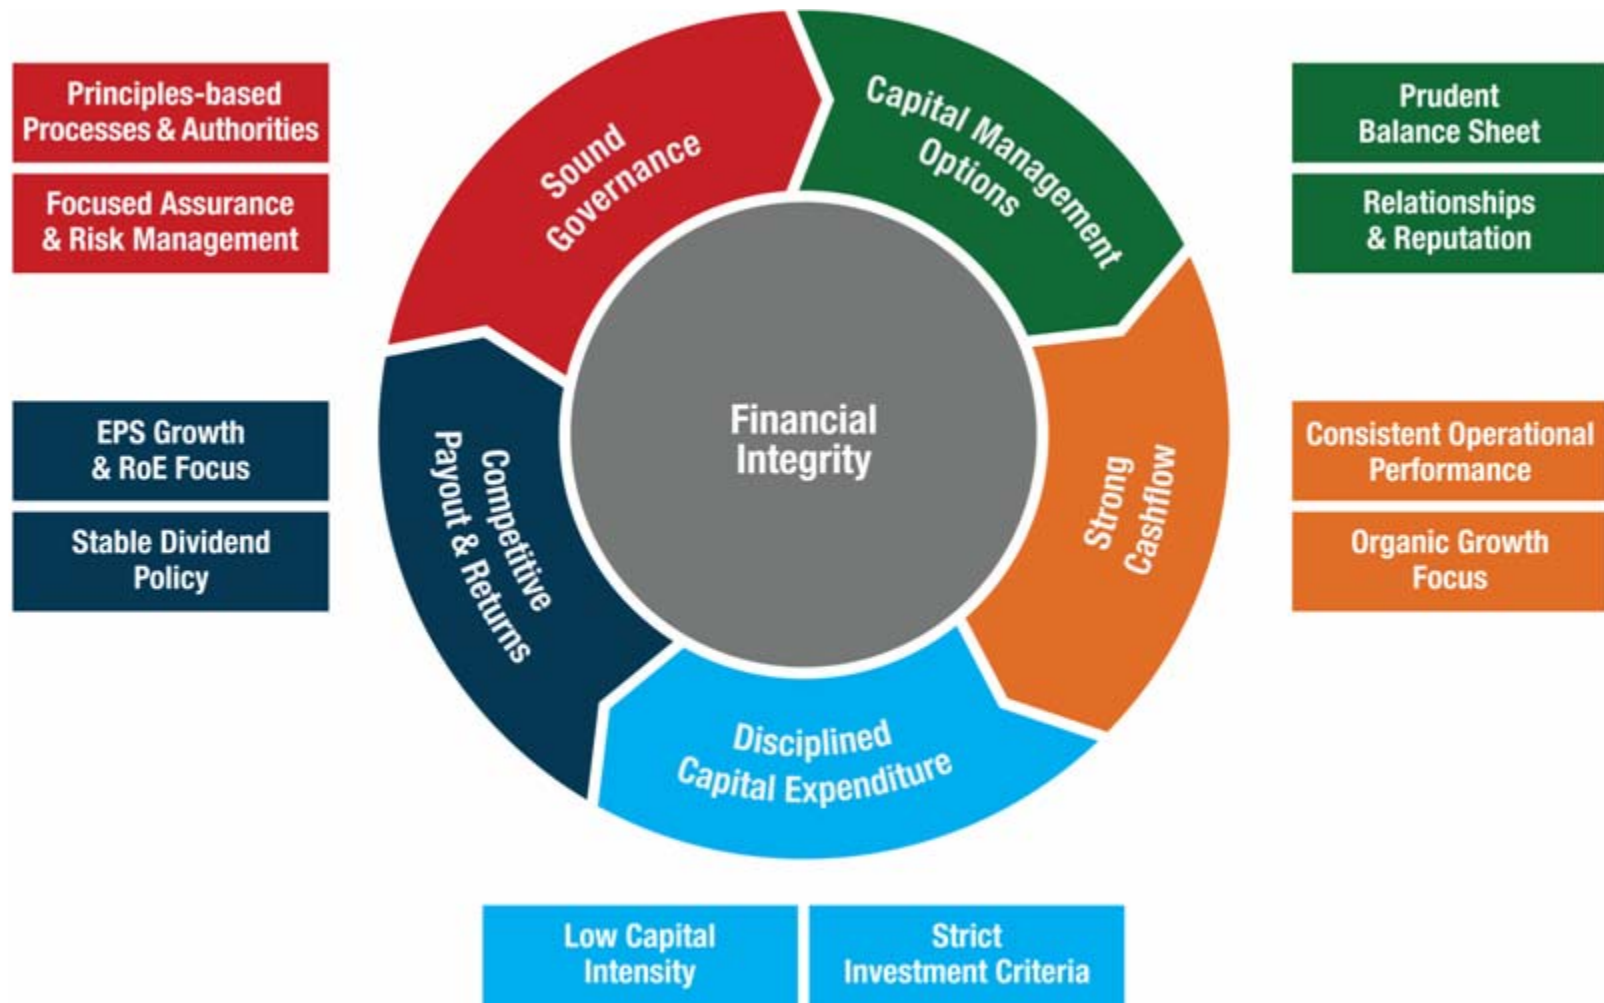 Principles-based
Processes & Authorities
Focused Assurance
& Risk Management
EPS Growth
& RoE Focus
Stable Dividend
Policy
Sound
Governance
Capital Management
Options
Strong
Cashflow
Disciplined
Capital Expenditure
Competitive
Payout & Returns
Financial
Integrity
Prudent
Balance Sheet
Relationships
& Reputation
Consistent Operational
Performance
Organic Growth
Focus
Low Capital
Intensity
Strict
Investment Criteria